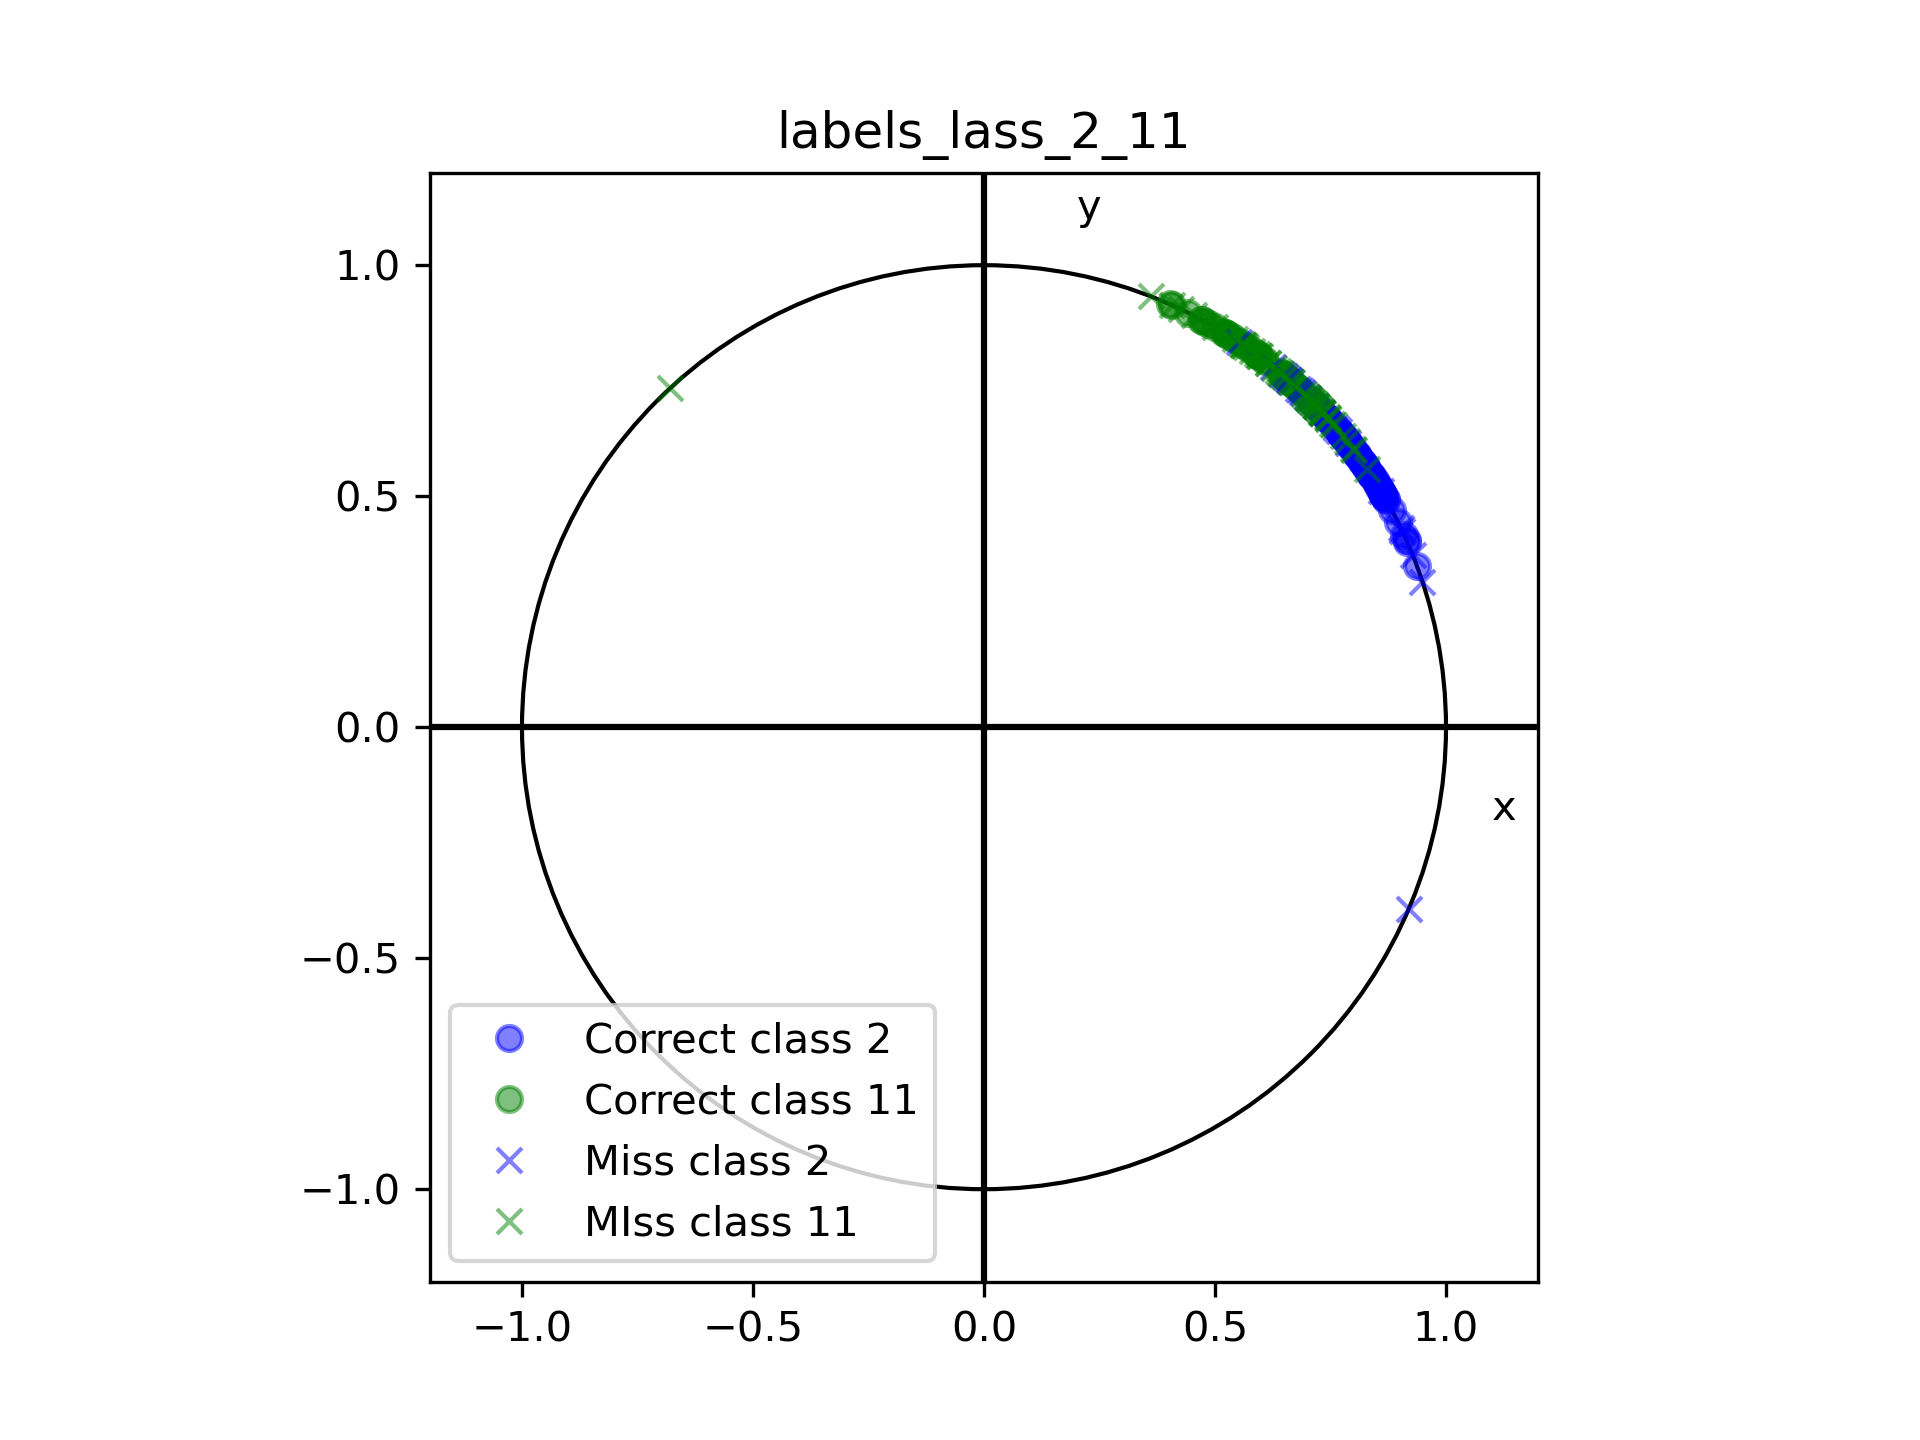 labels_lass_2_11
y
1.0
0.5
0.0
x
−0.5
−1.0
Correct class 2
Correct class 11
Miss class 2
MIss class 11
−1.0 −0.5 0.0 0.5 1.0